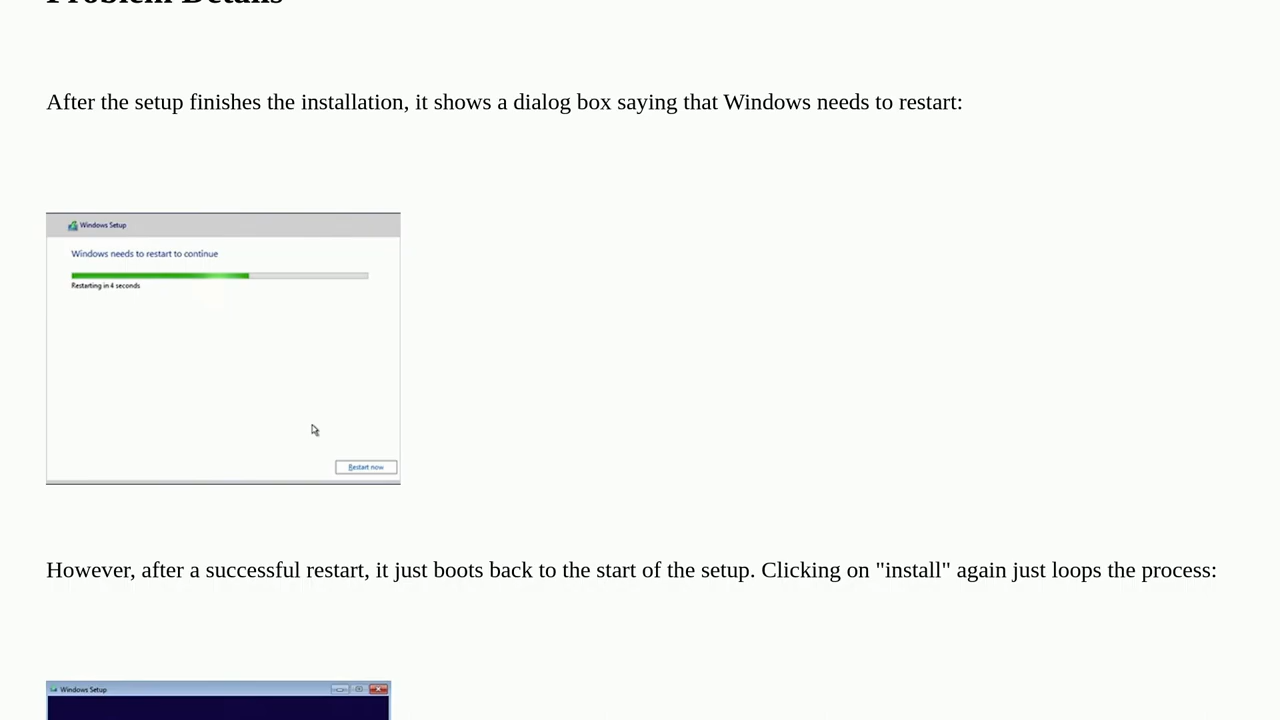 Problem Details
After the setup finishes the installation, it shows a dialog box saying that Windows needs to restart:
Windows Setup
Windows needs to restart to continue
Restarting in 4 seconds
Restart now
However, after a successful restart, it just boots back to the start of the setup. Clicking on "install" again just loops the process:
Windows Setup